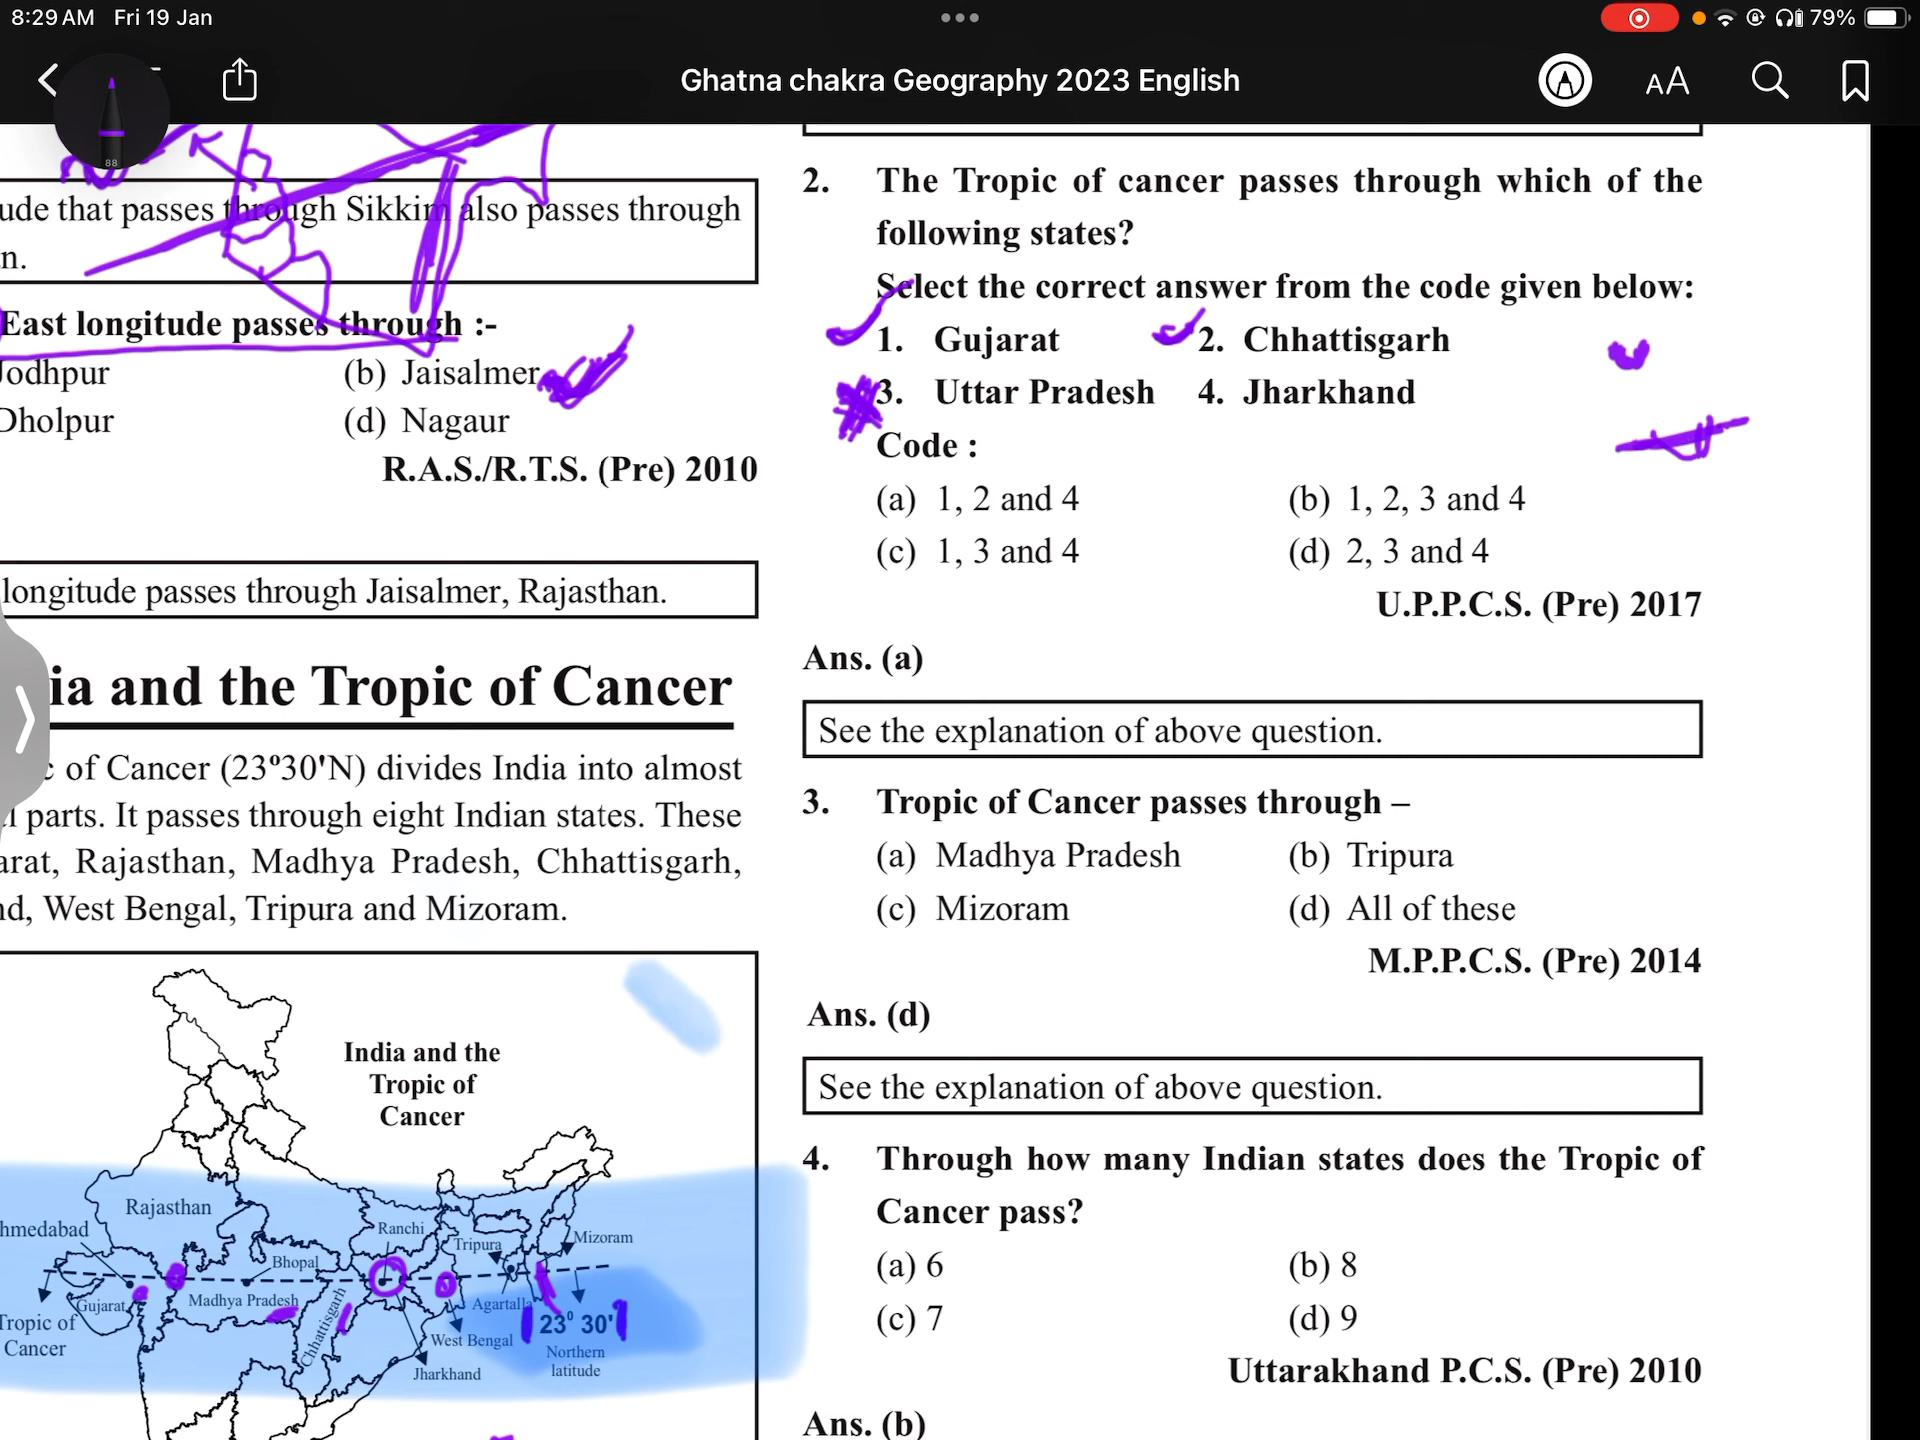 8:29 AM Fri 19 Jan
79%
Ghatna chakra Geography 2023 English
88
ude that passes through Sikkim also passes through
n.
East longitude passes through :-
Jodhpur (b) Jaisalmer
Dholpur (d) Nagaur
R.A.S./R.T.S. (Pre) 2010
longitude passes through Jaisalmer, Rajasthan.
ia and the Tropic of Cancer
c of Cancer (23º30'N) divides India into almost
l parts. It passes through eight Indian states. These
arat, Rajasthan, Madhya Pradesh, Chhattisgarh,
nd, West Bengal, Tripura and Mizoram.
India and the
Tropic of
Cancer
Rajasthan
hmedabad
Ranchi
Tripura
Mizoram
Bhopal
Gujarat
Madhya Pradesh
Chhattisgarh
Agartalla
23⁰ 30'
Tropic of
Cancer
West Bengal
Northern
latitude
Jharkhand
2. The Tropic of cancer passes through which of the
following states?
Select the correct answer from the code given below:
1. Gujarat 2. Chhattisgarh
3. Uttar Pradesh 4. Jharkhand
Code :
(a) 1, 2 and 4 (b) 1, 2, 3 and 4
(c) 1, 3 and 4 (d) 2, 3 and 4
U.P.P.C.S. (Pre) 2017
Ans. (a)
See the explanation of above question.
3. Tropic of Cancer passes through –
(a) Madhya Pradesh (b) Tripura
(c) Mizoram (d) All of these
M.P.P.C.S. (Pre) 2014
Ans. (d)
See the explanation of above question.
4. Through how many Indian states does the Tropic of
Cancer pass?
(a) 6 (b) 8
(c) 7 (d) 9
Uttarakhand P.C.S. (Pre) 2010
Ans. (b)